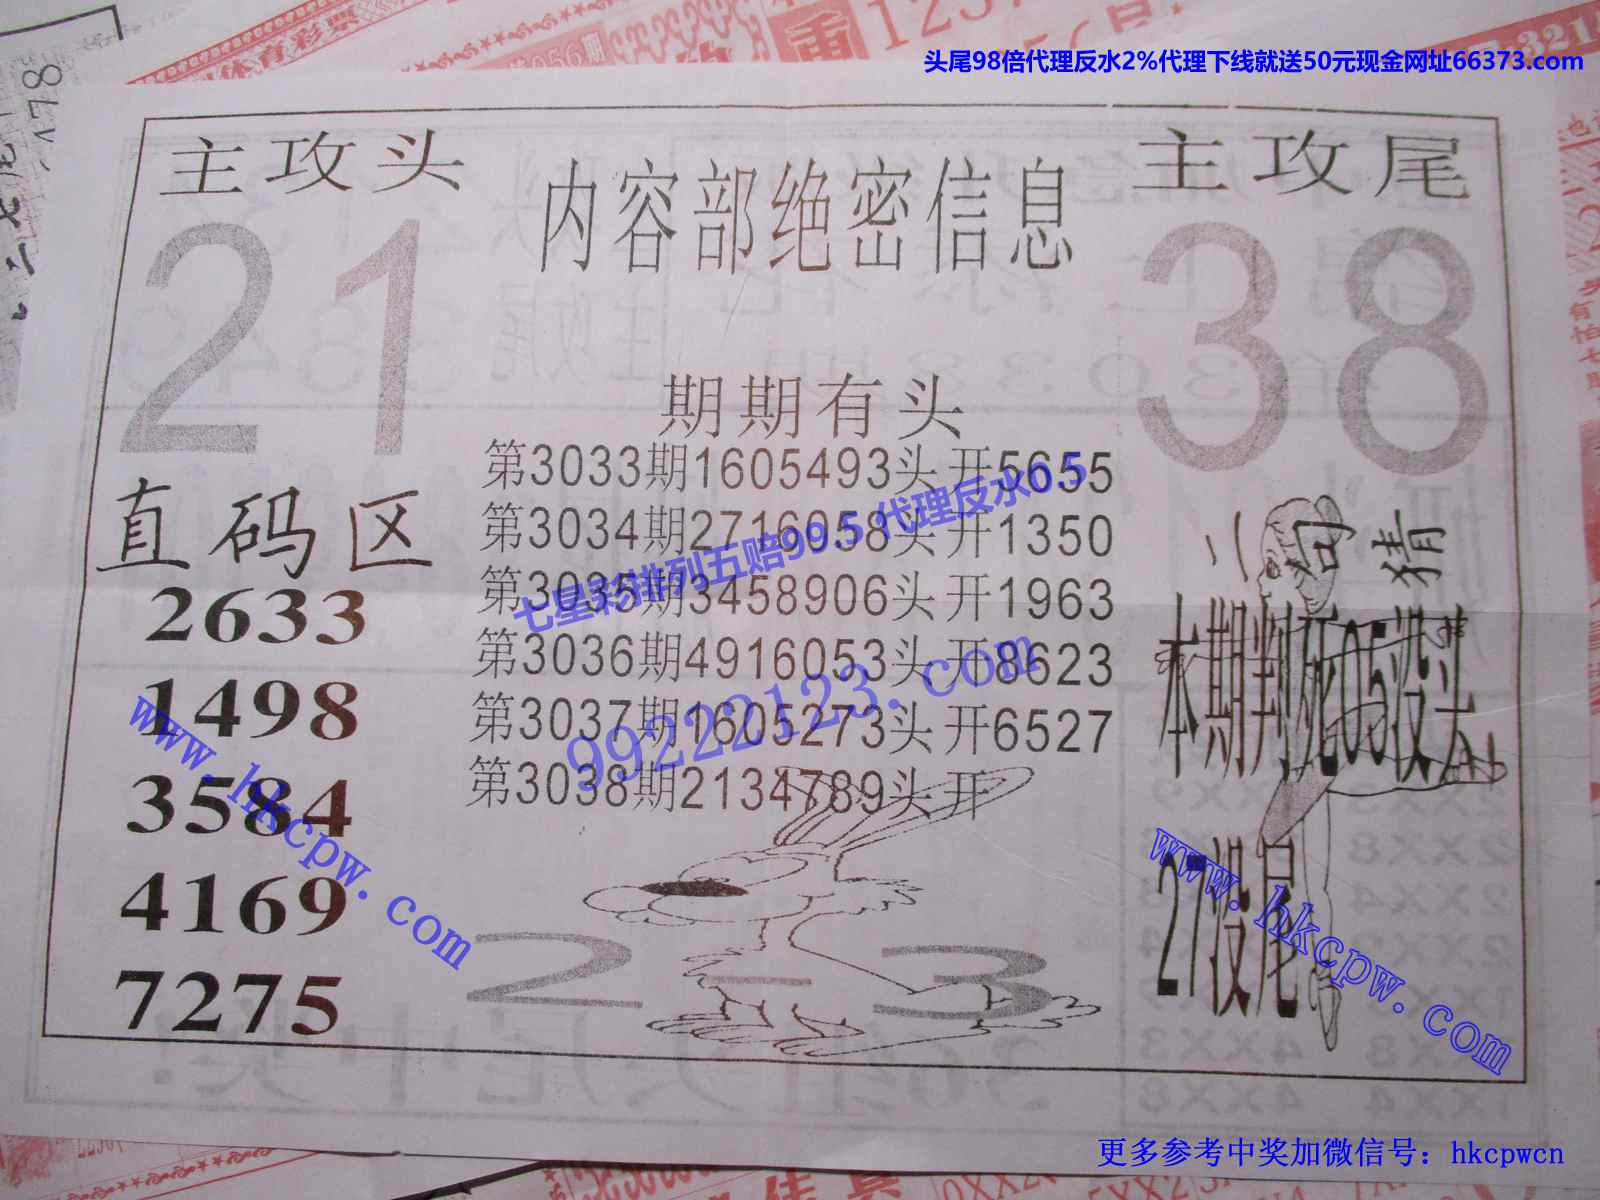 头尾98倍代理反水2%代理下线就送50元现金网址66373.com
主攻头
内容部绝密信息
主攻尾
21
38
期期有头
第3033期1605493头开5655
第3034期2716058头开1350
第3035期3458906头开1963
第3036期4916053头开8623
第3037期1605273头开6527
第3038期2134789头开
直码区
2633
1498
3584
4169
7275
2-3
二句猜
本期判死05没头
27没尾
七星彩排列五赔99.5 代理反水6.5
99222123.com
www.hkcpw.com
www.hkcpw.com
更多参考中奖加微信号：hkcpwcn